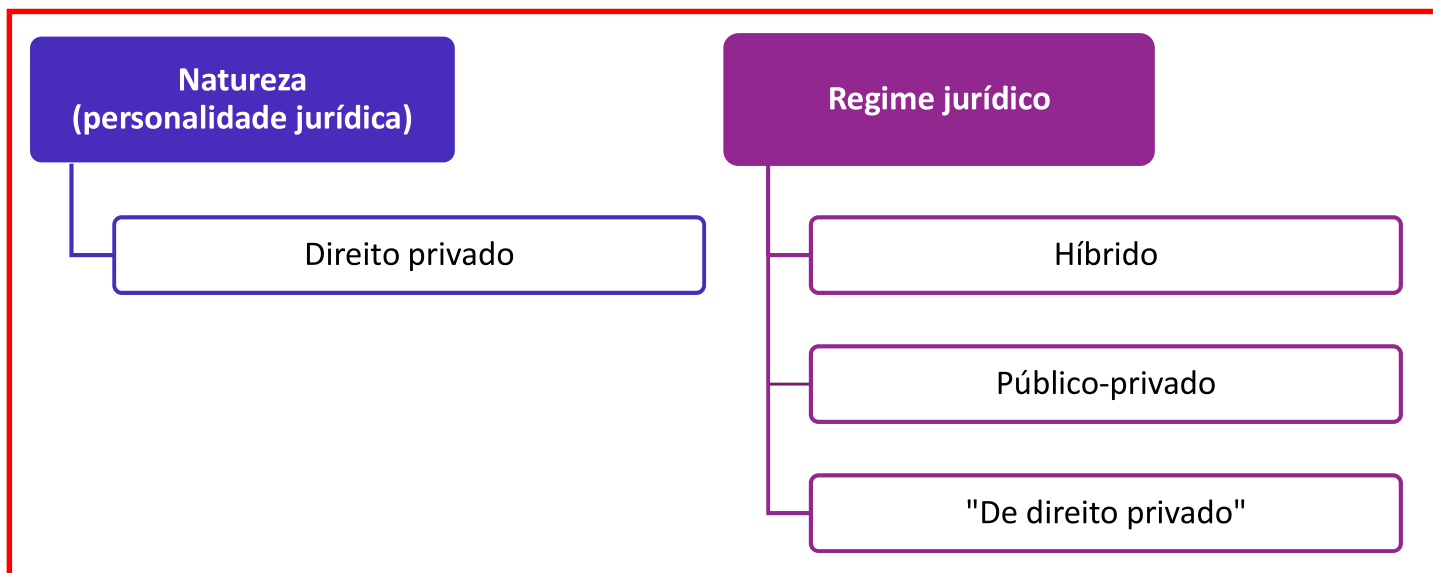 Natureza
(personalidade jurídica)
Direito privado
Regime jurídico
Híbrido
Público-privado
"De direito privado"